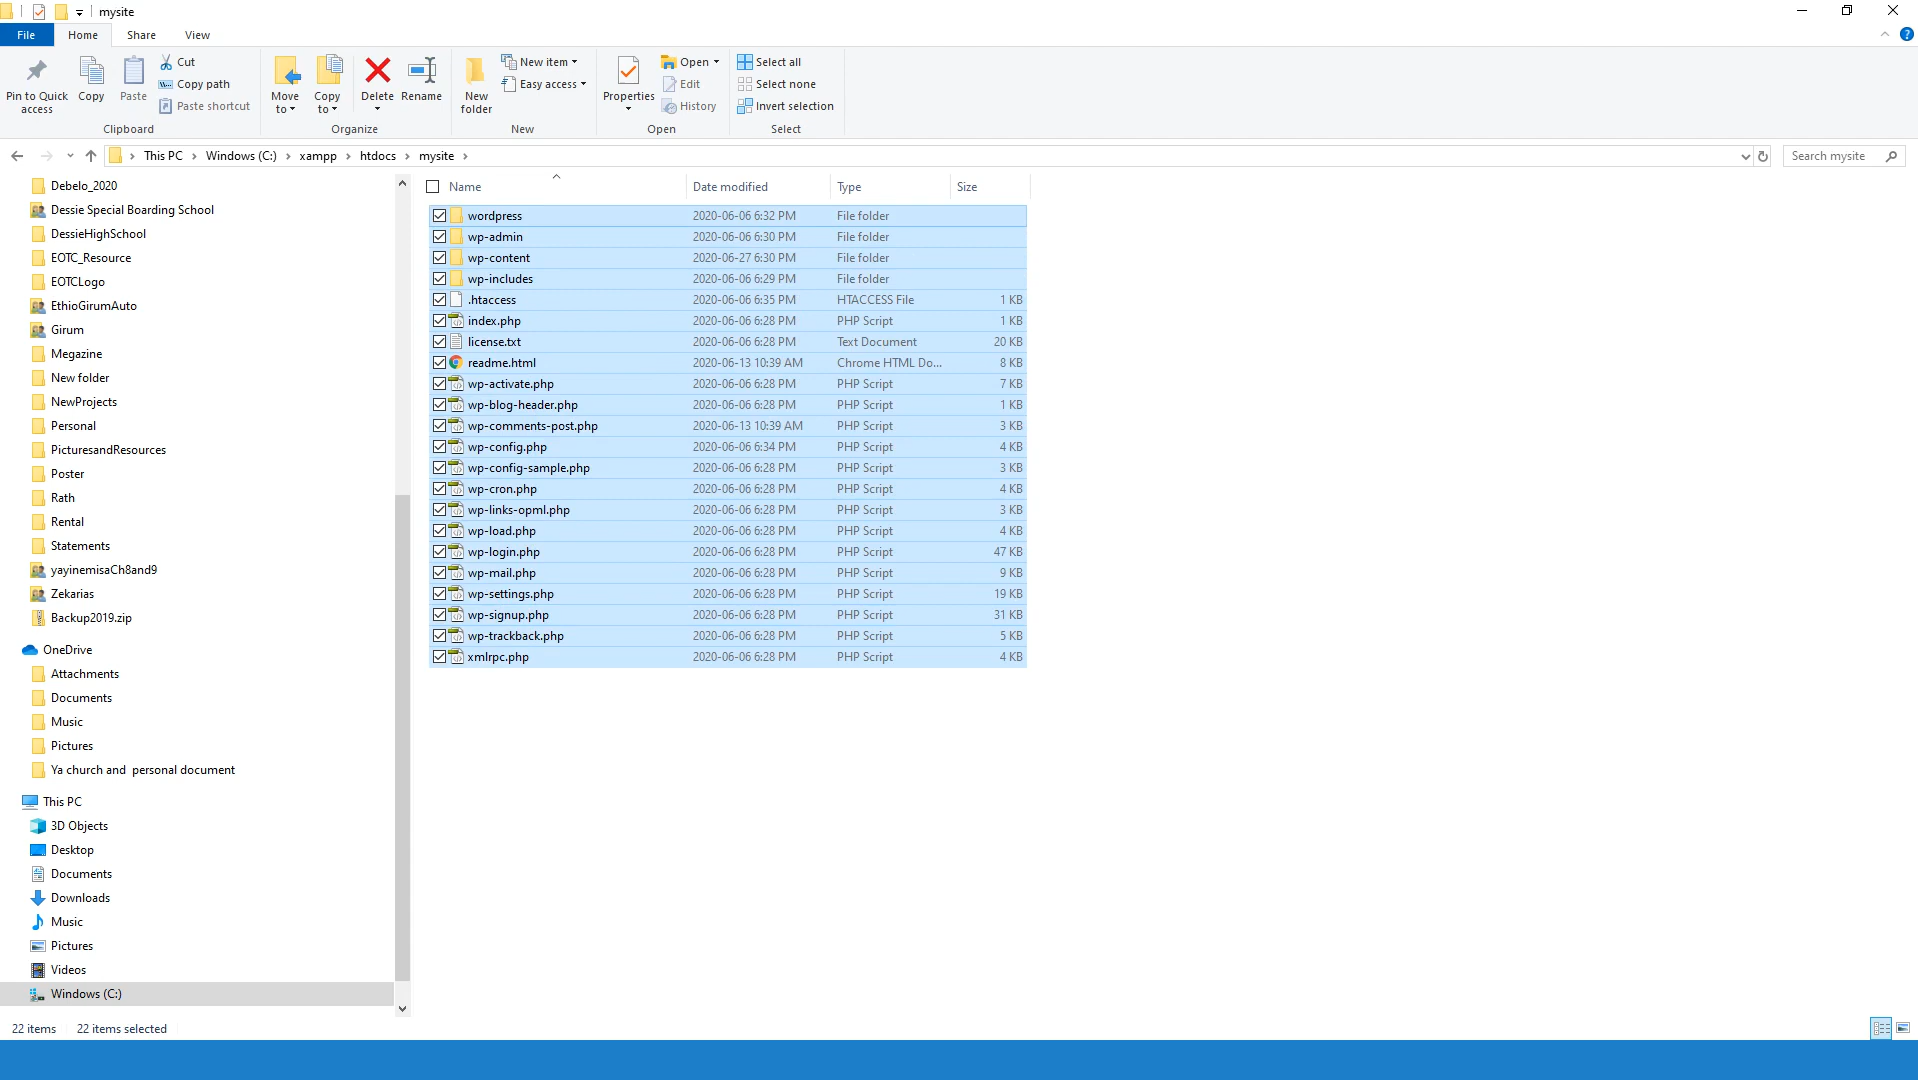 mysite
File Home Share View
Pin to Quick access
Copy
Paste
Cut
Copy path
Paste shortcut
Clipboard
Move to
Copy to
Delete
Rename
Organize
New folder
New item
Easy access
New
Properties
Open
Edit
History
Open
Select all
Select none
Invert selection
Select
This PC > Windows (C:) > xampp > htdocs > mysite >
Search mysite
Debelo_2020
Dessie Special Boarding School
DessieHighSchool
EOTC_Resource
EOTCLogo
EthioGirumAuto
Girum
Megazine
New folder
NewProjects
Personal
PicturesandResources
Poster
Rath
Rental
Statements
yayinemisaCh8and9
Zekarias
Backup2019.zip
OneDrive
Attachments
Documents
Music
Pictures
Ya church and  personal document
This PC
3D Objects
Desktop
Documents
Downloads
Music
Pictures
Videos
Windows (C:)
Name Date modified Type Size
wordpress 2020-06-06 6:32 PM File folder
wp-admin 2020-06-06 6:30 PM File folder
wp-content 2020-06-27 6:30 PM File folder
wp-includes 2020-06-06 6:29 PM File folder
.htaccess 2020-06-06 6:35 PM HTACCESS File 1 KB
index.php 2020-06-06 6:28 PM PHP Script 1 KB
license.txt 2020-06-06 6:28 PM Text Document 20 KB
readme.html 2020-06-13 10:39 AM Chrome HTML Do... 8 KB
wp-activate.php 2020-06-06 6:28 PM PHP Script 7 KB
wp-blog-header.php 2020-06-06 6:28 PM PHP Script 1 KB
wp-comments-post.php 2020-06-13 10:39 AM PHP Script 3 KB
wp-config.php 2020-06-06 6:34 PM PHP Script 4 KB
wp-config-sample.php 2020-06-06 6:28 PM PHP Script 3 KB
wp-cron.php 2020-06-06 6:28 PM PHP Script 4 KB
wp-links-opml.php 2020-06-06 6:28 PM PHP Script 3 KB
wp-load.php 2020-06-06 6:28 PM PHP Script 4 KB
wp-login.php 2020-06-06 6:28 PM PHP Script 47 KB
wp-mail.php 2020-06-06 6:28 PM PHP Script 9 KB
wp-settings.php 2020-06-06 6:28 PM PHP Script 19 KB
wp-signup.php 2020-06-06 6:28 PM PHP Script 31 KB
wp-trackback.php 2020-06-06 6:28 PM PHP Script 5 KB
xmlrpc.php 2020-06-06 6:28 PM PHP Script 4 KB
22 items 22 items selected